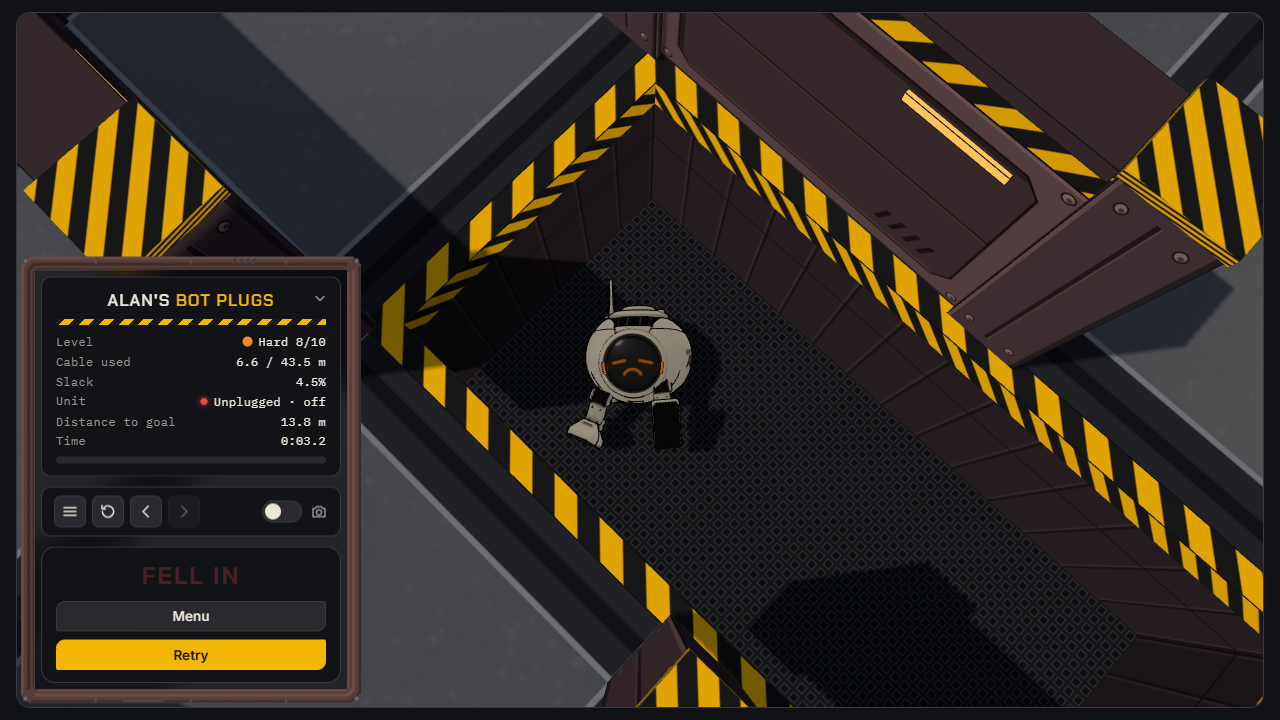 ALAN'S BOT PLUGS
Level Hard 8/10
Cable used 6.6 / 43.5 m
Slack 4.5%
Unit Unplugged · off
Distance to goal 13.8 m
Time 0:03.2
FELL IN
Menu
Retry